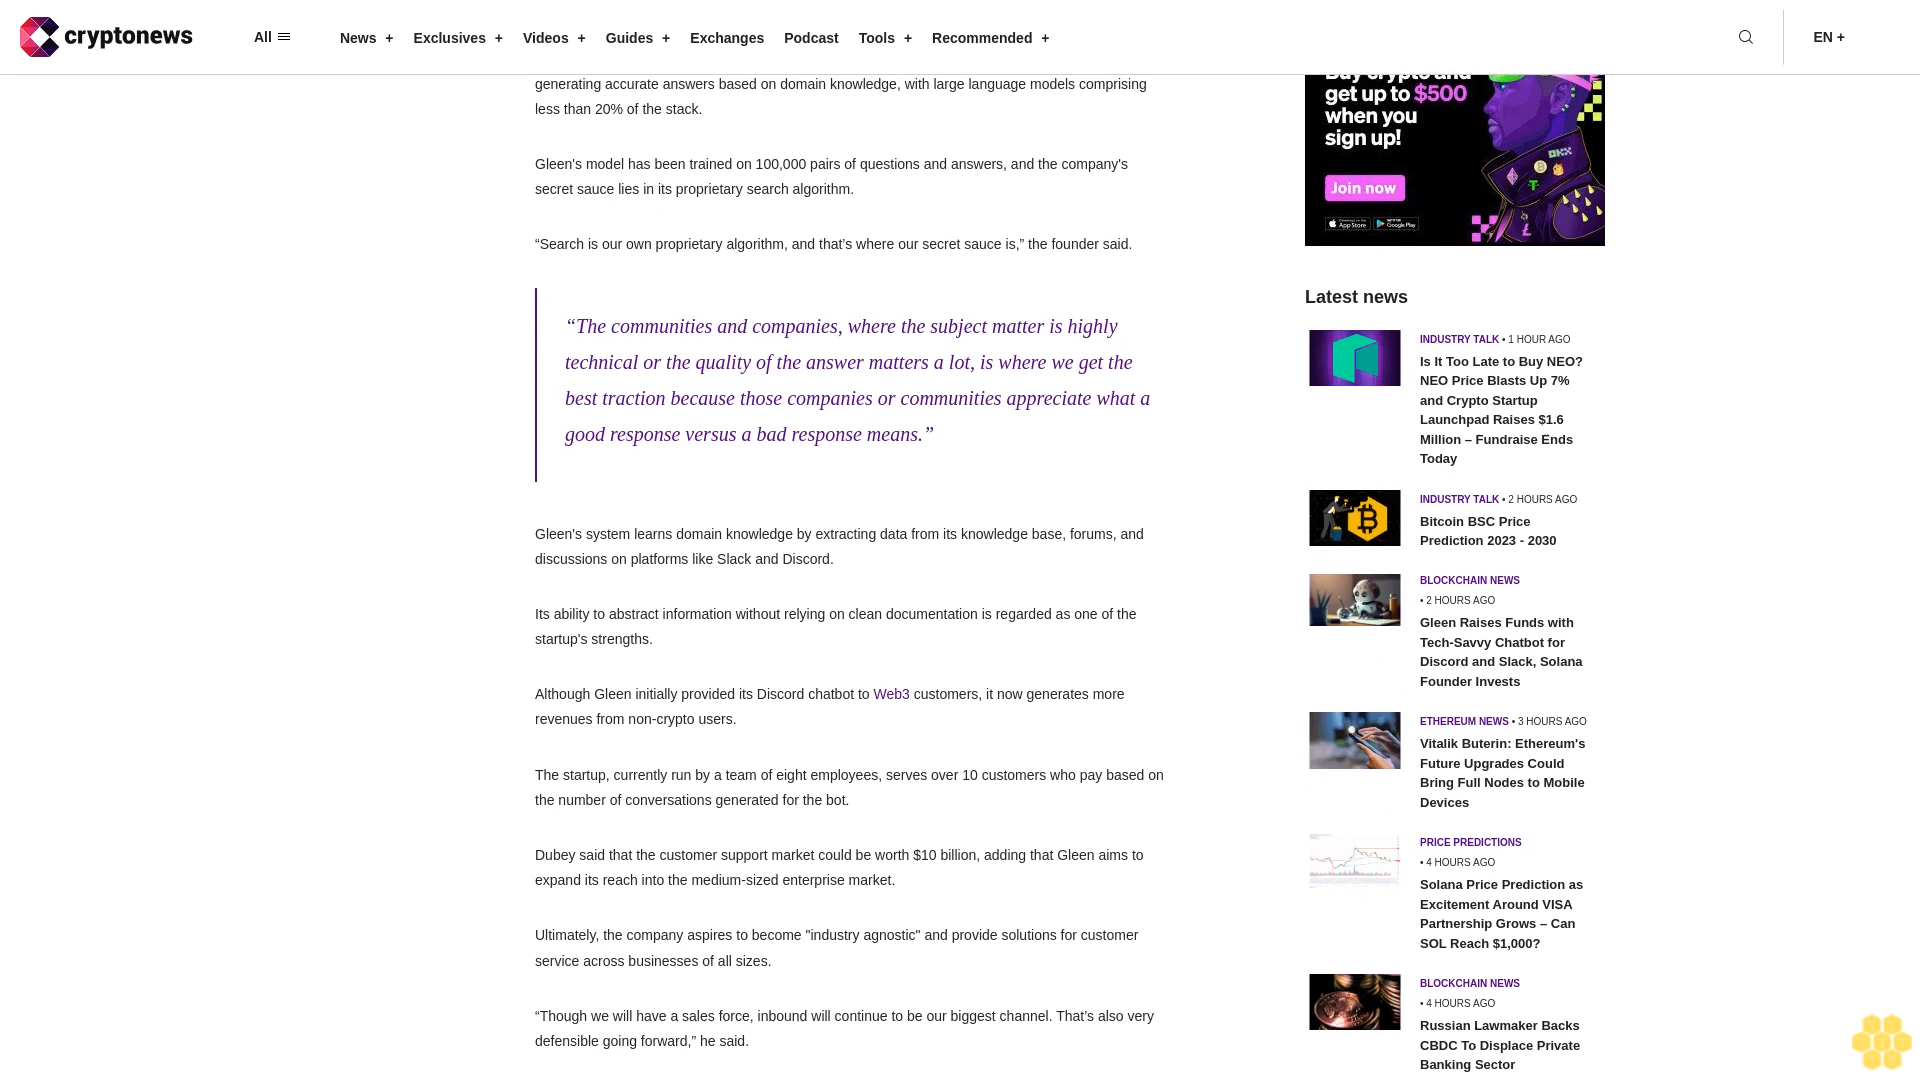 cryptonews
All
News +
Exclusives +
Videos +
Guides +
Exchanges
Podcast
Tools +
Recommended +
EN +
generating accurate answers based on domain knowledge, with large language models comprising
less than 20% of the stack.
Gleen's model has been trained on 100,000 pairs of questions and answers, and the company's
secret sauce lies in its proprietary search algorithm.
“Search is our own proprietary algorithm, and that’s where our secret sauce is,” the founder said.
“The communities and companies, where the subject matter is highly
technical or the quality of the answer matters a lot, is where we get the
best traction because those companies or communities appreciate what a
good response versus a bad response means.”
Gleen's system learns domain knowledge by extracting data from its knowledge base, forums, and
discussions on platforms like Slack and Discord.
Its ability to abstract information without relying on clean documentation is regarded as one of the
startup's strengths.
Although Gleen initially provided its Discord chatbot to Web3 customers, it now generates more
revenues from non-crypto users.
The startup, currently run by a team of eight employees, serves over 10 customers who pay based on
the number of conversations generated for the bot.
Dubey said that the customer support market could be worth $10 billion, adding that Gleen aims to
expand its reach into the medium-sized enterprise market.
Ultimately, the company aspires to become "industry agnostic" and provide solutions for customer
service across businesses of all sizes.
“Though we will have a sales force, inbound will continue to be our biggest channel. That’s also very
defensible going forward,” he said.
Buy crypto and
get up to $500
when you
sign up!
Join now
App Store
Google Play
OKX
Latest news
INDUSTRY TALK • 1 HOUR AGO
Is It Too Late to Buy NEO?
NEO Price Blasts Up 7%
and Crypto Startup
Launchpad Raises $1.6
Million – Fundraise Ends
Today
INDUSTRY TALK • 2 HOURS AGO
Bitcoin BSC Price
Prediction 2023 - 2030
BLOCKCHAIN NEWS
• 2 HOURS AGO
Gleen Raises Funds with
Tech-Savvy Chatbot for
Discord and Slack, Solana
Founder Invests
ETHEREUM NEWS • 3 HOURS AGO
Vitalik Buterin: Ethereum's
Future Upgrades Could
Bring Full Nodes to Mobile
Devices
PRICE PREDICTIONS
• 4 HOURS AGO
Solana Price Prediction as
Excitement Around VISA
Partnership Grows – Can
SOL Reach $1,000?
BLOCKCHAIN NEWS
• 4 HOURS AGO
Russian Lawmaker Backs
CBDC To Displace Private
Banking Sector